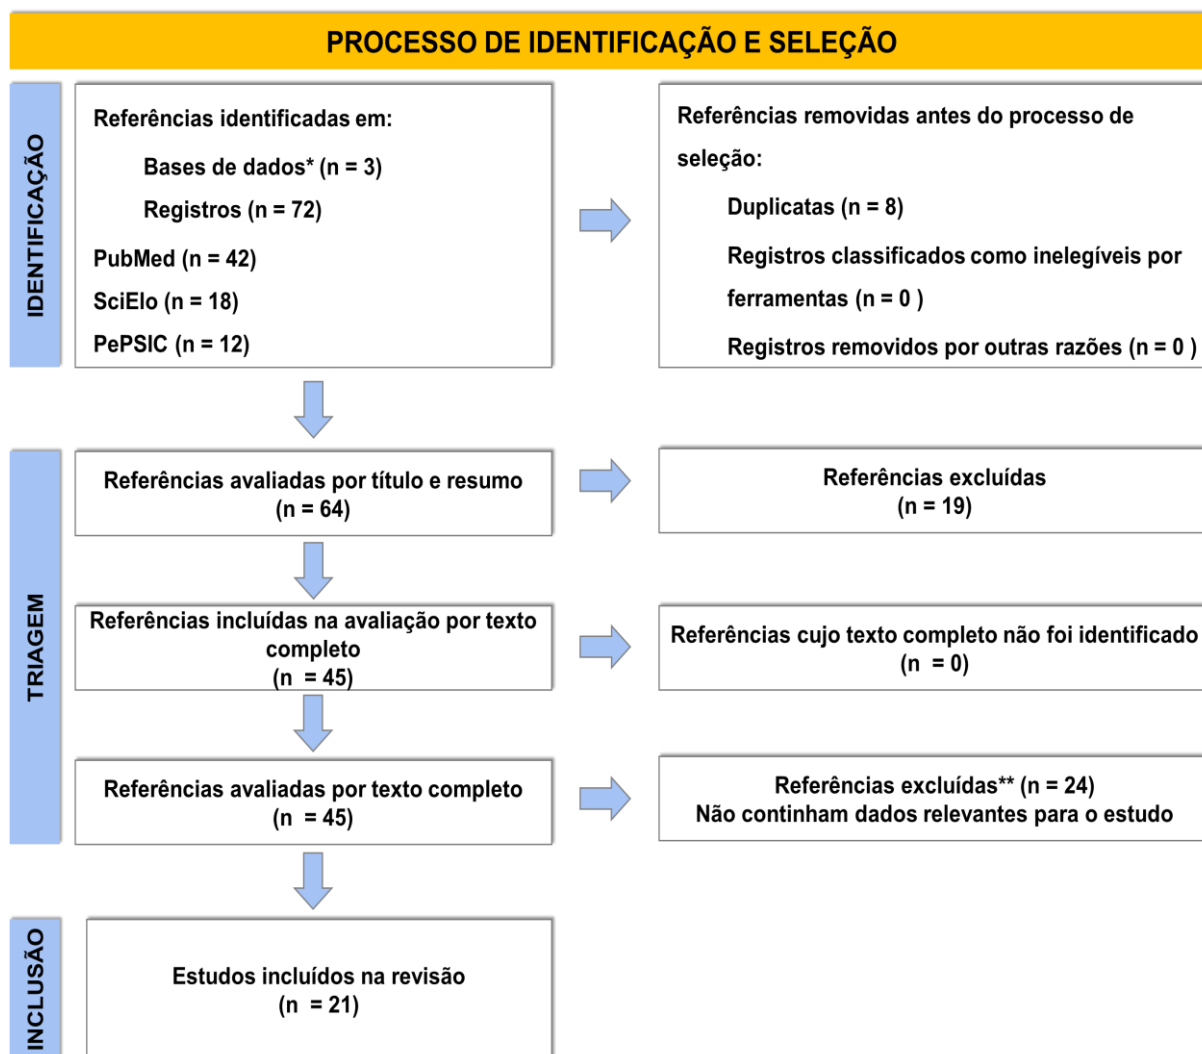 PROCESSO DE IDENTIFICAÇÃO E SELEÇÃO
IDENTIFICAÇÃO
Referências identificadas em:
Bases de dados* (n = 3)
Registros (n = 72)
PubMed (n = 42)
SciElo (n = 18)
PePSIC (n = 12)
Referências removidas antes do processo de
seleção:
Duplicatas (n = 8)
Registros classificados como inelegíveis por
ferramentas (n = 0 )
Registros removidos por outras razões (n = 0 )
TRIAGEM
Referências avaliadas por título e resumo
(n = 64)
Referências excluídas
(n = 19)
Referências incluídas na avaliação por texto
completo
(n = 45)
Referências cujo texto completo não foi identificado
(n = 0)
Referências avaliadas por texto completo
(n = 45)
Referências excluídas** (n = 24)
Não continham dados relevantes para o estudo
INCLUSÃO
Estudos incluídos na revisão
(n = 21)